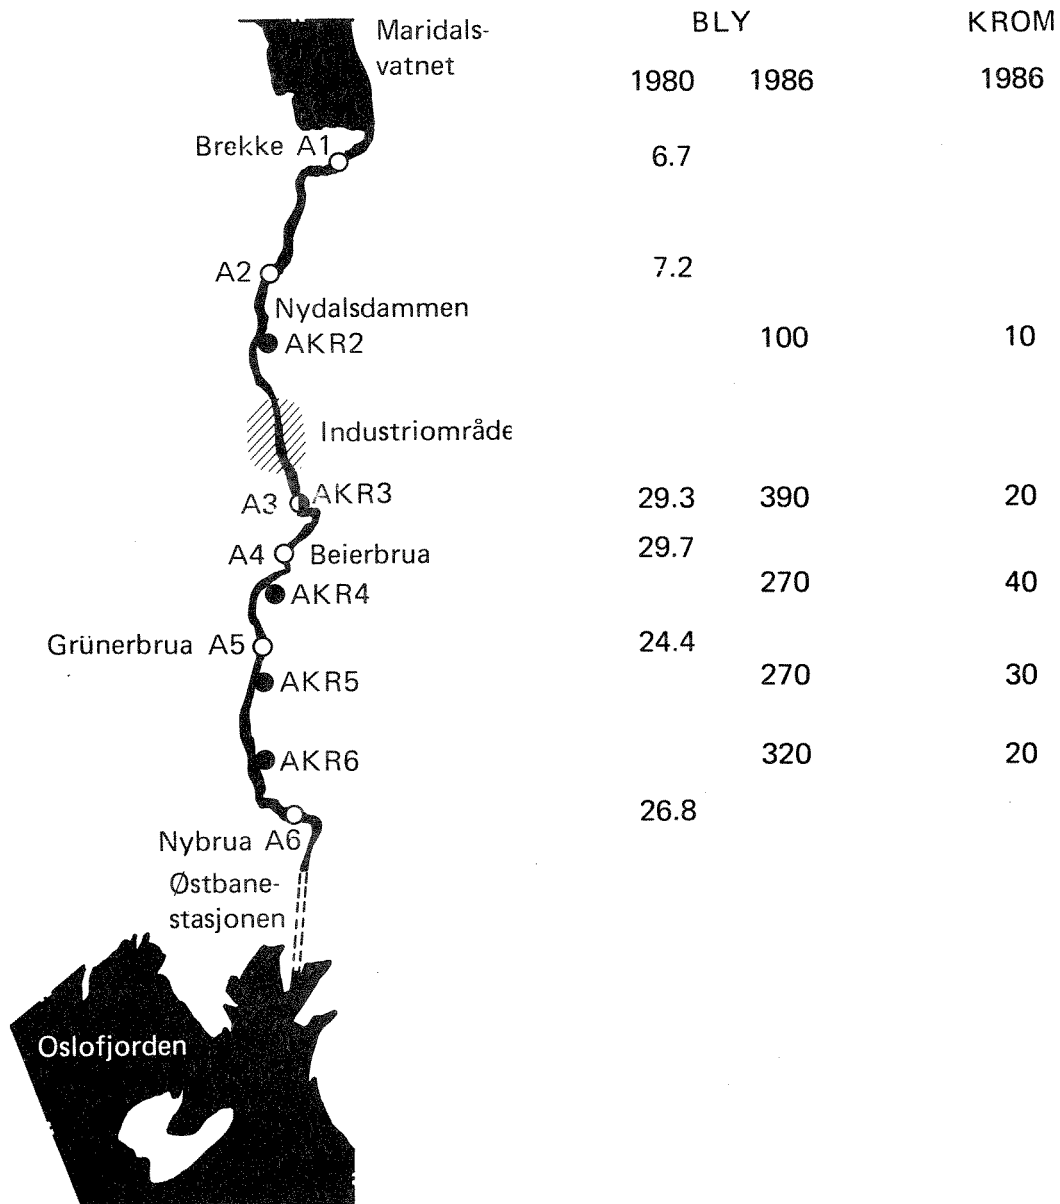 BLY KROM
1980 1986 1986
Maridals-
vatnet
Brekke A1 6.7
A2 7.2
Nydalsdammen
AKR2 100 10
Industriområde
A3 AKR3 29.3 390 20
A4 Beierbrua 29.7
AKR4 270 40
Grünerbrua A5 24.4
AKR5 270 30
AKR6 320 20
26.8
Nybrua A6
Østbane-
stasjonen
Oslofjorden